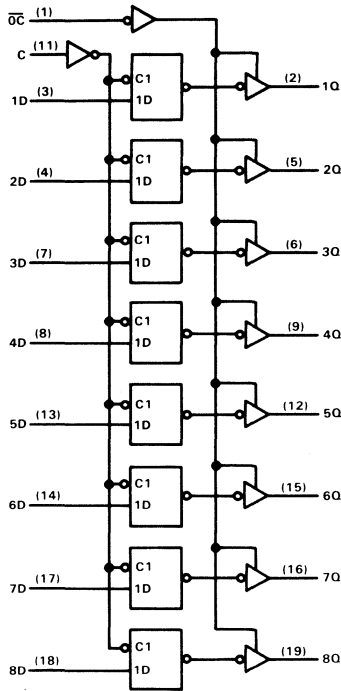 OC (1)
C (11)
C1 (2) 1Q
1D (3) 1D
C1 (5) 2Q
2D (4) 1D
C1 (6) 3Q
3D (7) 1D
C1 (9) 4Q
4D (8) 1D
C1 (12) 5Q
5D (13) 1D
C1 (15) 6Q
6D (14) 1D
C1 (16) 7Q
7D (17) 1D
C1 (19) 8Q
8D (18) 1D